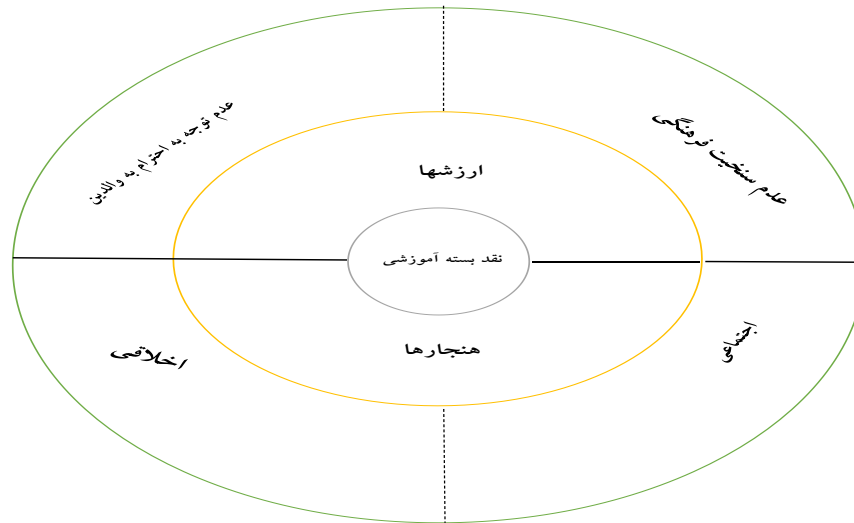 عدم سنخیت فرهنگی
عدم توجه به احترام به والدین
ارزشها
نقد بسته آموزشی
هنجارها
اجتماعی
اخلاقی